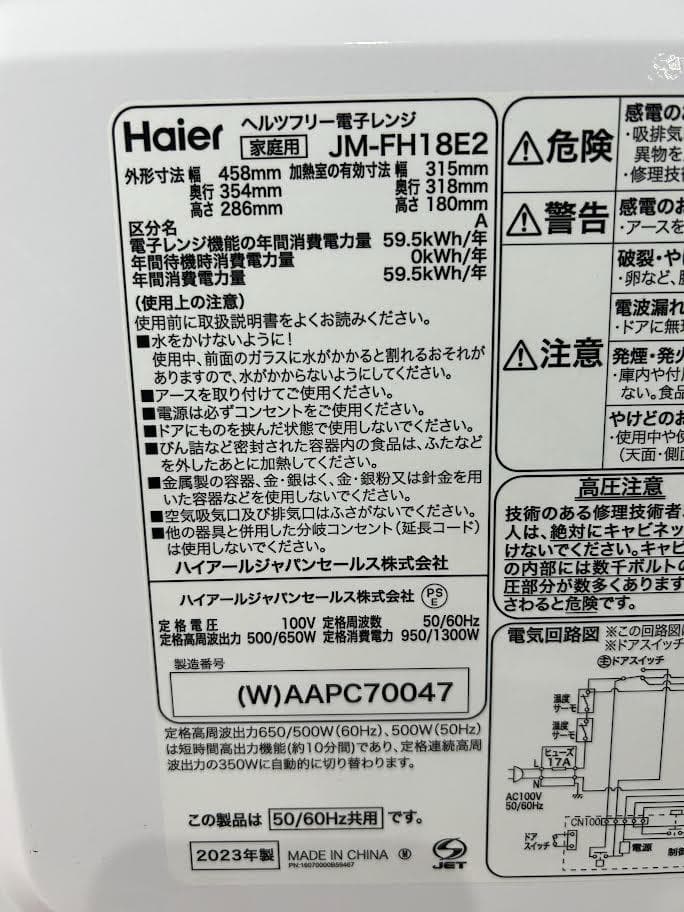 Haier
ヘルツフリー電子レンジ
家庭用 JM-FH18E2
外形寸法 幅 458mm 加熱室の有効寸法 幅 315mm
奥行 354mm 奥行 318mm
高さ 286mm 高さ 180mm
区分名 A
電子レンジ機能の年間消費電力量 59.5kWh/年
年間待機時消費電力量 0kWh/年
年間消費電力量 59.5kWh/年
(使用上の注意)
使用前に取扱説明書をよくお読みください。
■水をかけないように!
使用中、前面のガラスに水がかかると割れるおそれが
ありますので、水がかからないようにしてください。
■アースを取り付けてご使用ください。
■電源は必ずコンセントをご使用ください。
■ドアにものを挟んだ状態で使用しないでください。
■びん詰など密封された容器内の食品は、ふたなど
を外したあとに加熱してください。
■金属製の容器、金・銀はく、金・銀粉又は針金を用
いた容器などを使用しないでください。
■空気吸気口及び排気口はふさがないでください。
■他の器具と併用した分岐コンセント(延長コード)
は使用しないでください。
ハイアールジャパンセールス株式会社
ハイアールジャパンセールス株式会社 PSE
定格電圧 100V 定格周波数 50/60Hz
定格高周波出力 500/650W 定格消費電力 950/1300W
製造番号
(W)AAPC70047
定格高周波出力650/500W(60Hz)、500W(50Hz)
は短時間高出力機能(約10分間)であり、定格連続高周
波出力の350Wに自動的に切り替わります。
この製品は 50/60Hz共用 です。
2023年製 MADE IN CHINA Ⓜ JET
PN:16070000B59467
危険
感電のお
・吸排気
異物を
・修理技
警告
感電のお
・アースを
注意
破裂・やけ
・卵など、
電波漏れ
・ドアに無
発煙・発火
・庫内や付
ない。食品
やけどのお
・使用中や使
(天面・側面
高圧注意
技術のある修理技術者
人は、絶対にキャビネッ
けないでください。キャビ
の内部には数千ボルトの
圧部分が数多くあります
さわると危険です。
電気回路図 ※この回路図
※ドアスイッチ
主ドアスイッチ
温度
サーモ
温度
サーモ
ヒューズ
17A
L
N
AC100V
50/60Hz
CN100
ドア
スイッチ
電源
制御